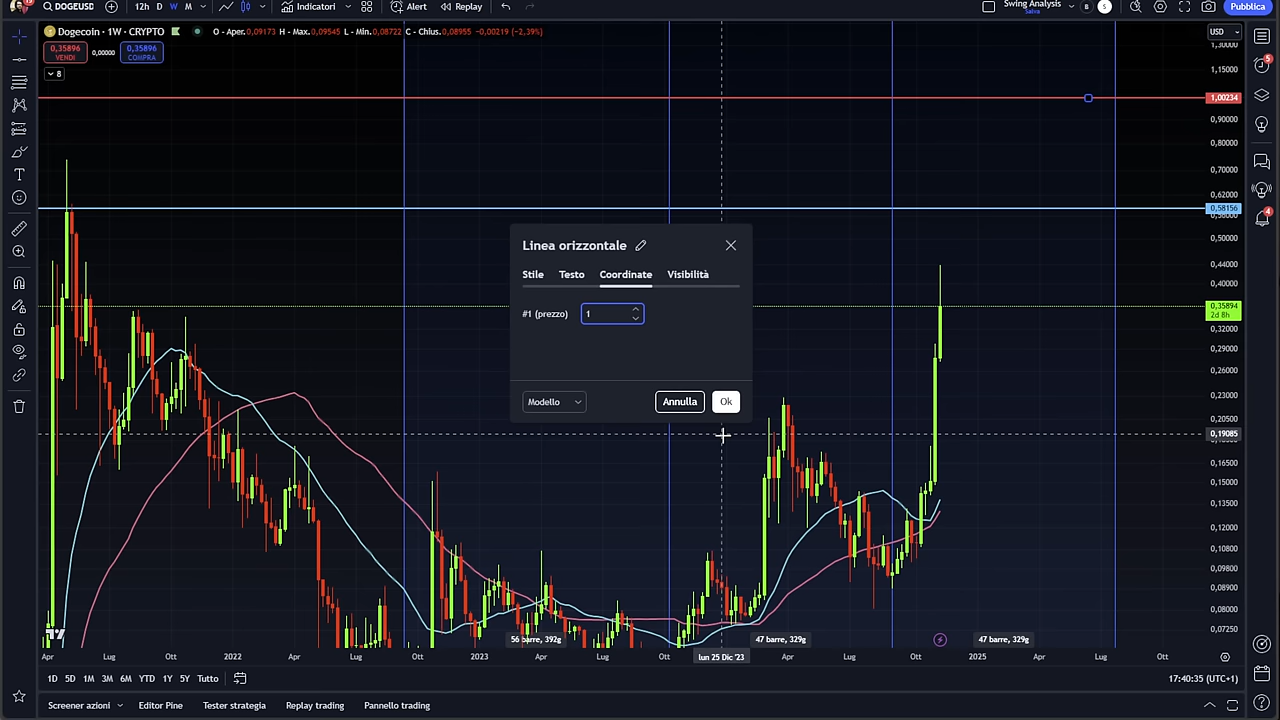 DOGEUSD 12h D W M Indicatori Alert Replay Swing Analysis Salva B S Pubblica
Dogecoin · 1W · CRYPTO O - Aper.0,09173 H - Max.0,09545 L - Min.0,08722 C - Chius.0,08955 −0,00219 (−2,39%)
USD
0,35896 VENDI 0,00000 0,35896 COMPRA
8
1,30000
1,15000
1,00234
0,90000
0,80000
0,70000
0,62000
0,58156
0,50000
0,44000
0,40000
0,35894
2d 8h
0,32000
0,29000
0,26000
0,23000
0,20500
0,19085
0,16500
0,15000
0,13500
0,12000
0,10800
0,09800
0,08900
0,08000
0,07250
Linea orizzontale
Stile Testo Coordinate Visibilità
#1 (prezzo) 1
Modello Annulla Ok
56 barre, 392g 47 barre, 329g 47 barre, 329g
Apr Lug Ott 2022 Apr Lug Ott 2023 Apr Lug Ott lun 25 Dic '23 Apr Lug Ott 2025 Apr Lug Ott
1D 5D 1M 3M 6M YTD 1Y 5Y Tutto 17:40:35 (UTC+1)
Screener azioni Editor Pine Tester strategia Replay trading Pannello trading
5
4